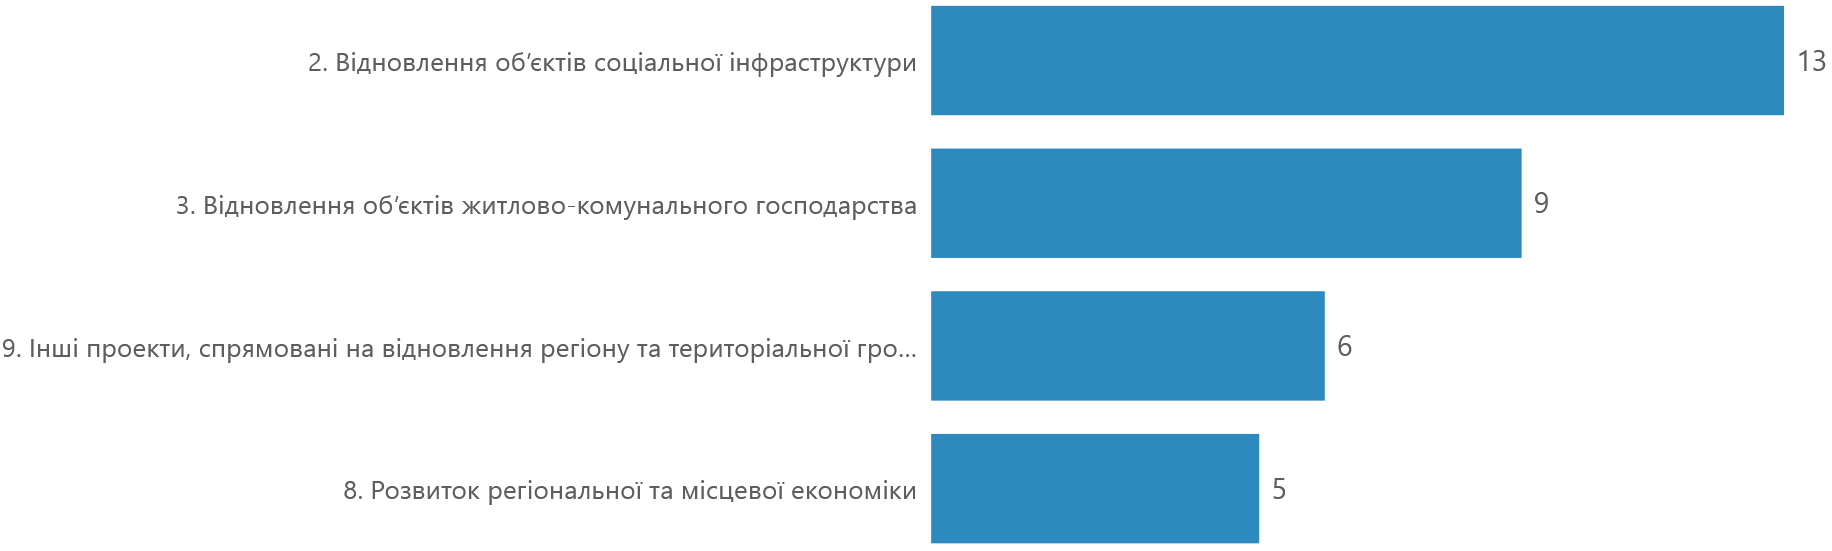 2. Відновлення об’єктів соціальної інфраструктури 13
3. Відновлення об’єктів житлово-комунального господарства 9
9. Інші проекти, спрямовані на відновлення регіону та територіальної гро... 6
8. Розвиток регіональної та місцевої економіки 5